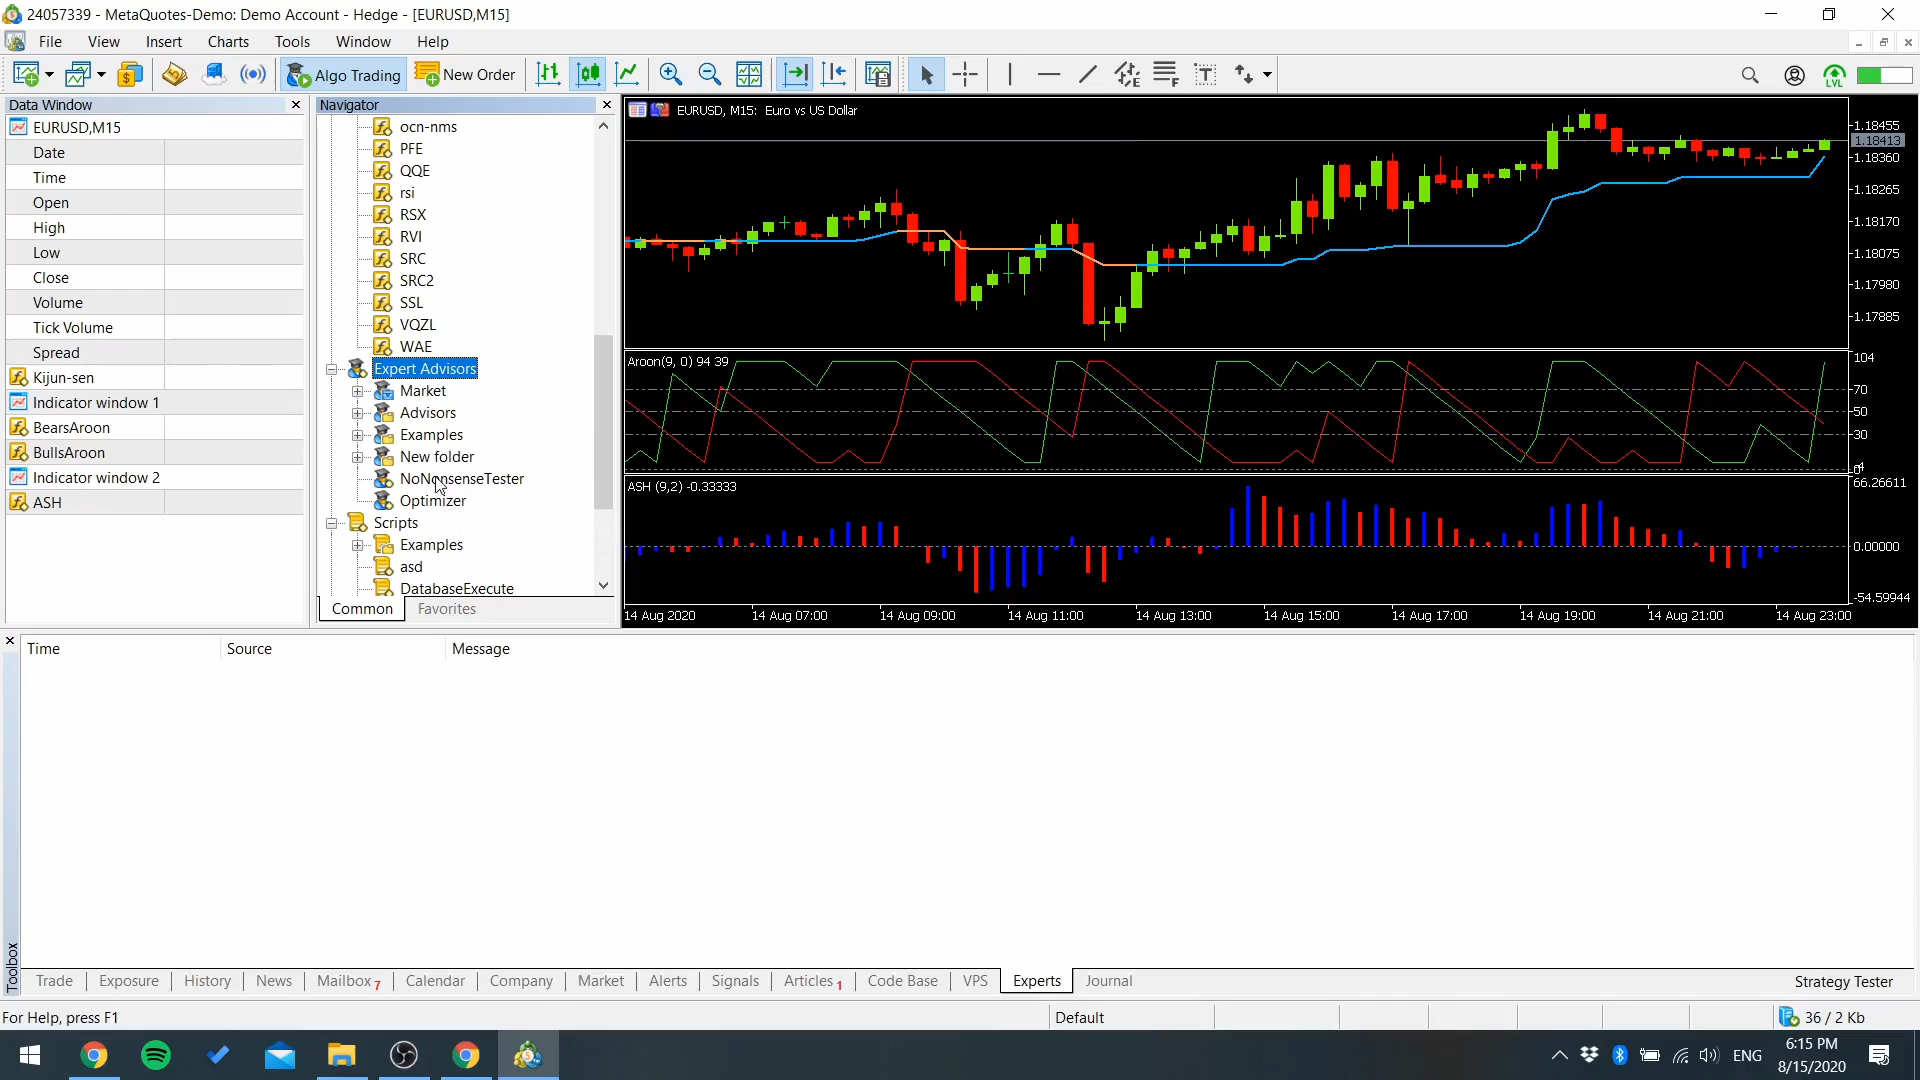 24057339 - MetaQuotes-Demo: Demo Account - Hedge - [EURUSD,M15]
File View Insert Charts Tools Window Help
Algo Trading New Order LVL
Data Window
EURUSD,M15
Date
Time
Open
High
Low
Close
Volume
Tick Volume
Spread
Kijun-sen
Indicator window 1
BearsAroon
BullsAroon
Indicator window 2
ASH
Navigator
ocn-nms
PFE
QQE
rsi
RSX
RVI
SRC
SRC2
SSL
VQZL
WAE
Expert Advisors
Market
Advisors
Examples
New folder
NoNonsenseTester
Optimizer
Scripts
Examples
asd
DatabaseExecute
Common Favorites
EURUSD, M15: Euro vs US Dollar
1.18455
1.18413
1.18360
1.18265
1.18170
1.18075
1.17980
1.17885
Aroon(9, 0) 94 39
104
70
50
30
ASH (9,2) -0.33333
66.26611
0.00000
-54.59944
14 Aug 2020 14 Aug 07:00 14 Aug 09:00 14 Aug 11:00 14 Aug 13:00 14 Aug 15:00 14 Aug 17:00 14 Aug 19:00 14 Aug 21:00 14 Aug 23:00
Time Source Message
Toolbox
Trade Exposure History News Mailbox 7 Calendar Company Market Alerts Signals Articles 1 Code Base VPS Experts Journal Strategy Tester
For Help, press F1 Default 36 / 2 Kb
ENG 6:15 PM
8/15/2020